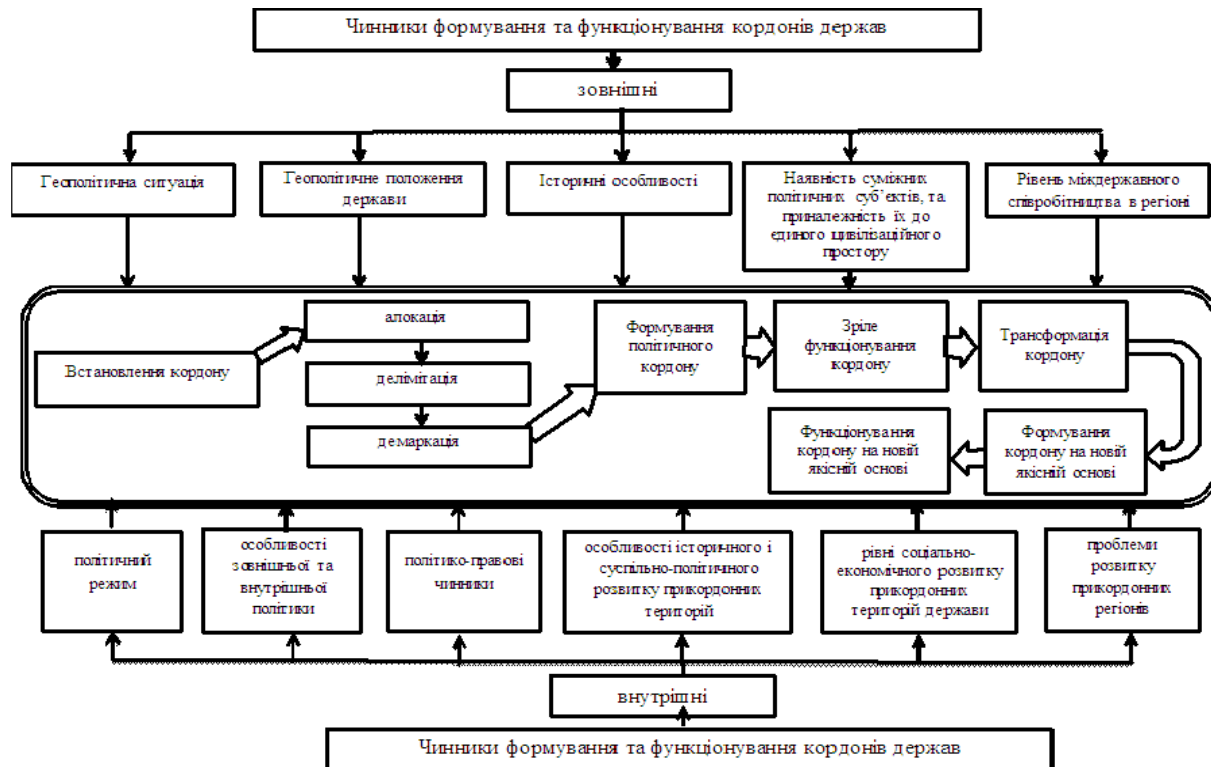 Чинники формування та функціонування кордонів держав
зовнішні
Геополітична ситуація
Геополітичне положення
держави
Історичні особливості
Наявність суміжних
політичних суб’єктів, та
приналежність їх до
єдиного цивілізаційного
простору
Рівень міждержавного
співробітництва в регіоні
Встановлення кордону
алокація
делімітація
демаркація
Формування
політичного
кордону
Зріле
функціонування
кордону
Трансформація
кордону
Функціонування
кордону на новій
якісній основі
Формування
кордону на новій
якісній основі
політичний
режим
особливості
зовнішньої та
внутрішньої
політики
політико-правові
чинники
особливості історичного і
суспільно-політичного
розвитку прикордонних
територій
рівні соціально-
економічного розвитку
прикордонних
територій держави
проблеми
розвитку
прикордонних
регіонів
внутрішні
Чинники формування та функціонування кордонів держав